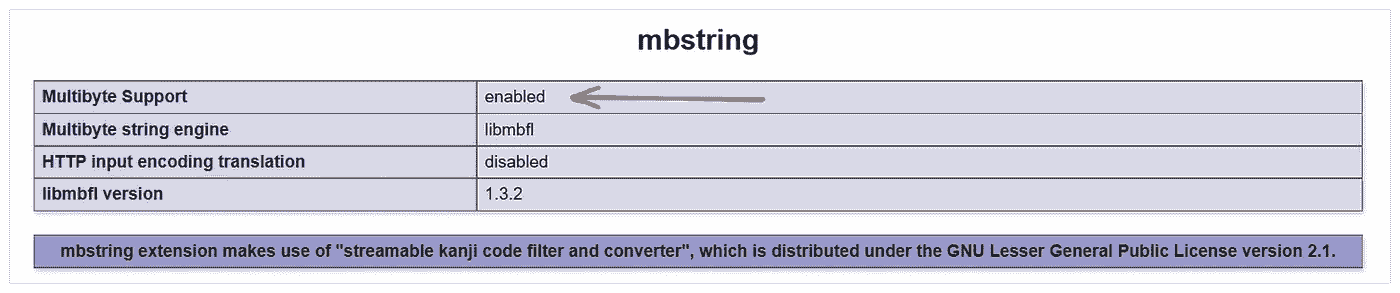 mbstring
Multibyte Support enabled
Multibyte string engine libmbfl
HTTP input encoding translation disabled
libmbfl version 1.3.2
mbstring extension makes use of "streamable kanji code filter and converter", which is distributed under the GNU Lesser General Public License version 2.1.